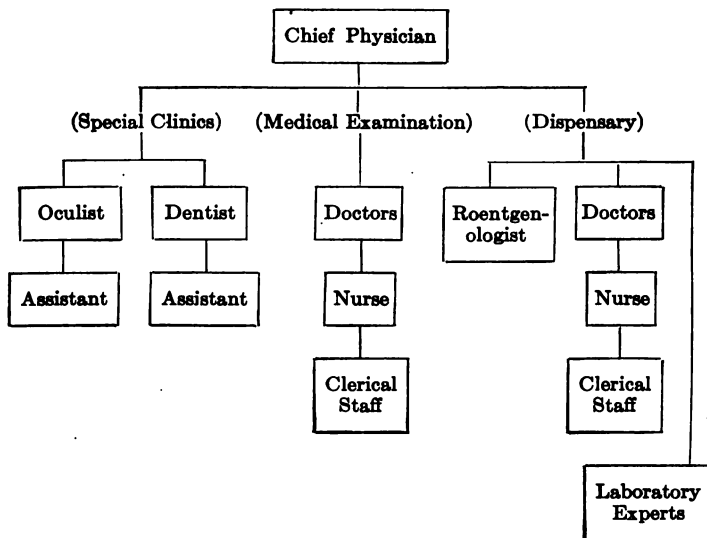 Chief Physician
(Special Clinics)
(Medical Examination)
(Dispensary)
Oculist
Dentist
Doctors
Roentgen-
ologist
Doctors
Assistant
Assistant
Nurse
Nurse
Clerical
Staff
Clerical
Staff
Laboratory
Experts